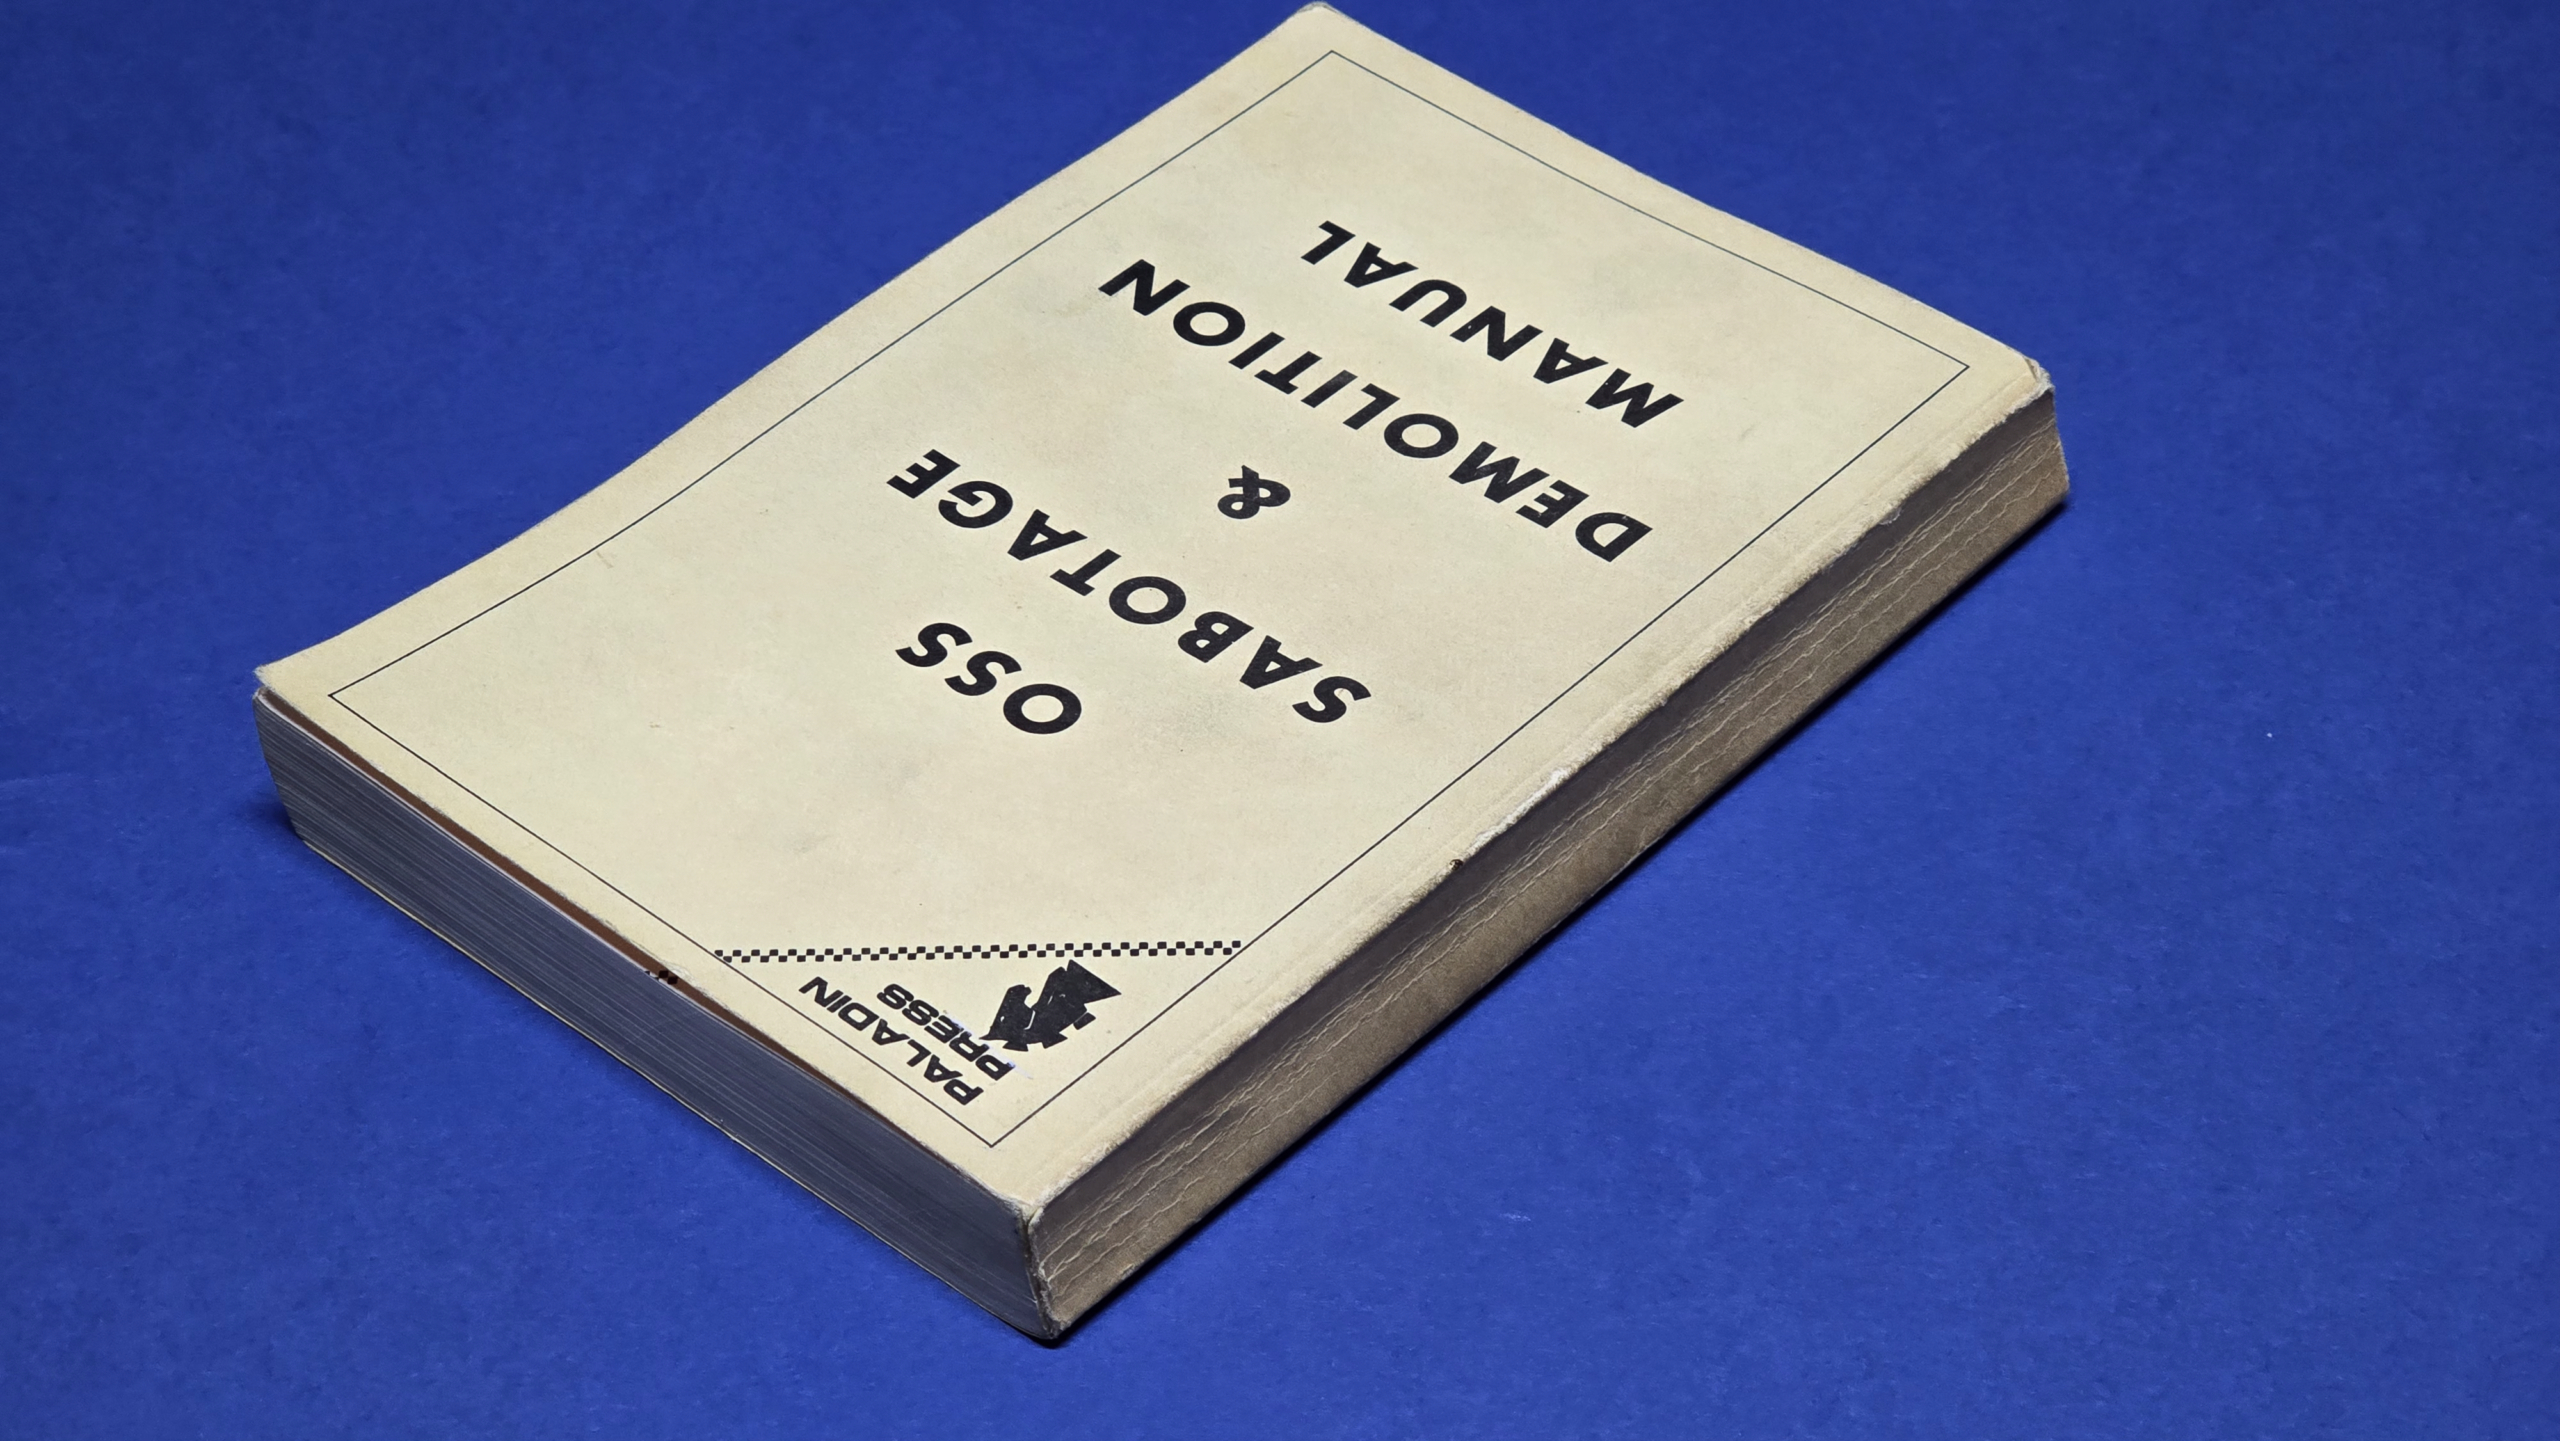 OSS
SABOTAGE
&
DEMOLITION
MANUAL
PALADIN
PRESS